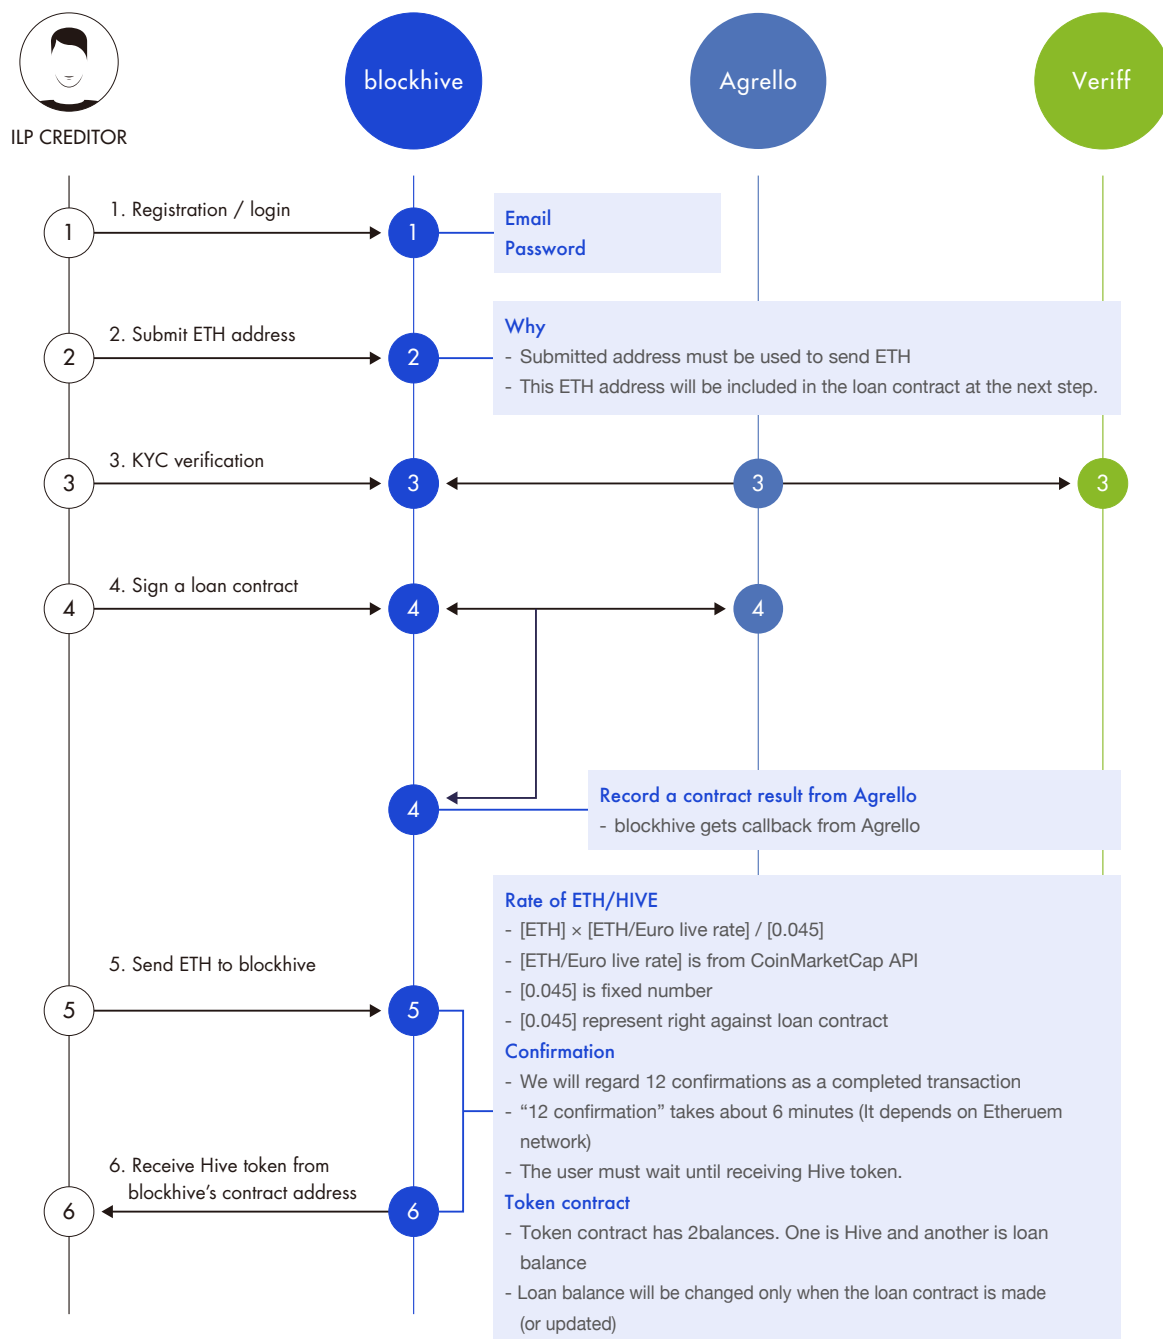 blockhive
Agrello
Veriff
ILP CREDITOR
1. Registration / login
1
1
Email
Password
2. Submit ETH address
2
2
Why
- Submitted address must be used to send ETH
- This ETH address will be included in the loan contract at the next step.
3. KYC verification
3
3
3
3
4. Sign a loan contract
4
4
4
4
Record a contract result from Agrello
- blockhive gets callback from Agrello
5. Send ETH to blockhive
5
5
Rate of ETH/HIVE
- [ETH] × [ETH/Euro live rate] / [0.045]
- [ETH/Euro live rate] is from CoinMarketCap API
- [0.045] is fixed number
- [0.045] represent right against loan contract
Confirmation
- We will regard 12 confirmations as a completed transaction
- “12 confirmation” takes about 6 minutes (It depends on Etheruem
network)
- The user must wait until receiving Hive token.
6. Receive Hive token from
blockhive’s contract address
6
6
Token contract
- Token contract has 2balances. One is Hive and another is loan
balance
- Loan balance will be changed only when the loan contract is made
(or updated)